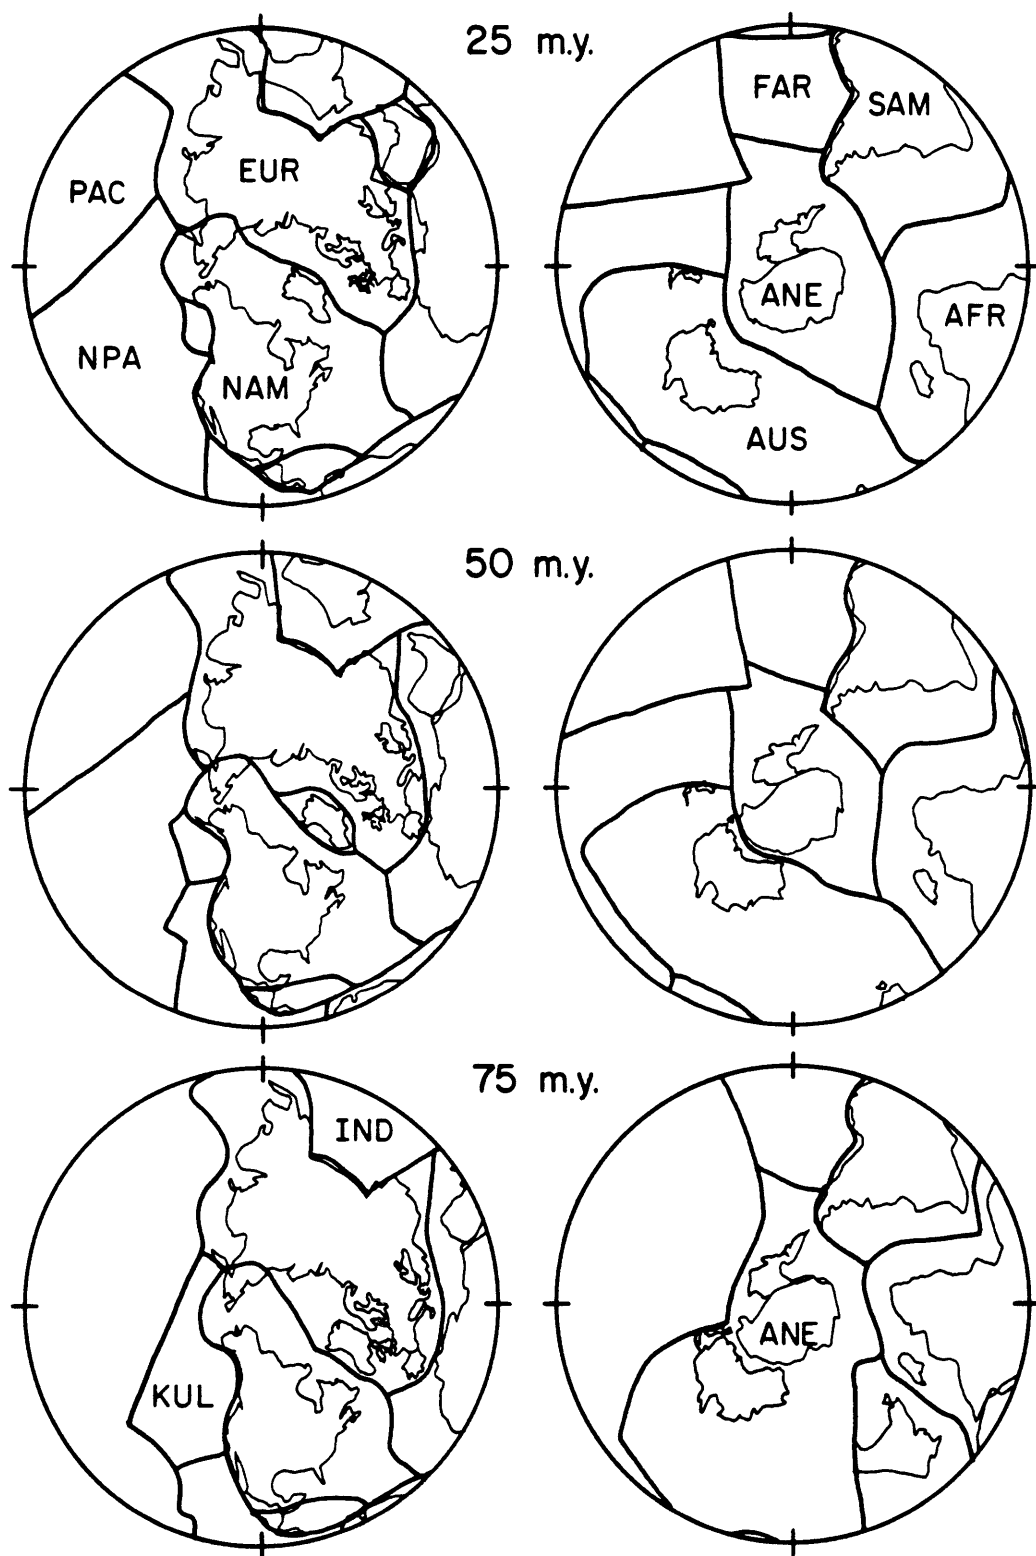 25 m.y.
FAR
SAM
EUR
PAC
ANE
AFR
NPA
NAM
AUS
50 m.y.
75 m.y.
IND
ANE
KUL